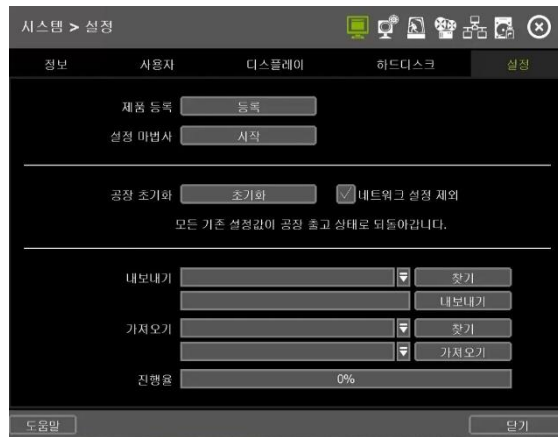 시스템 > 설정
정보 사용자 디스플레이 하드디스크 설정
제품 등록 등록
설정 마법사 시작
공장 초기화 초기화 네트워크 설정 제외
모든 기존 설정값이 공장 출고 상태로 되돌아갑니다.
내보내기 찾기
내보내기
가져오기 찾기
가져오기
진행율 0%
도움말 닫기